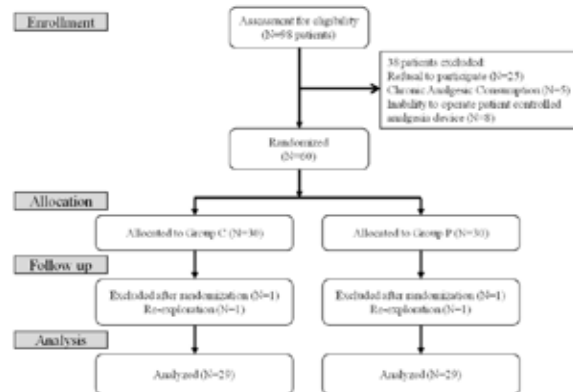 Enrollment
Assessment for eligibility
(N=98 patients)
38 patients excluded
Refusal to participate (N=25)
Chronic Analgesic Consumption (N=5)
Inability to operate patient controlled
analgesia device (N=8)
Randomized
(N=60)
Allocation
Allocated to Group C (N=30)
Allocated to Group P (N=30)
Follow up
Excluded after randomization (N=1)
Re-exploration (N=1)
Excluded after randomization (N=1)
Re-exploration (N=1)
Analysis
Analyzed (N=29)
Analyzed (N=29)